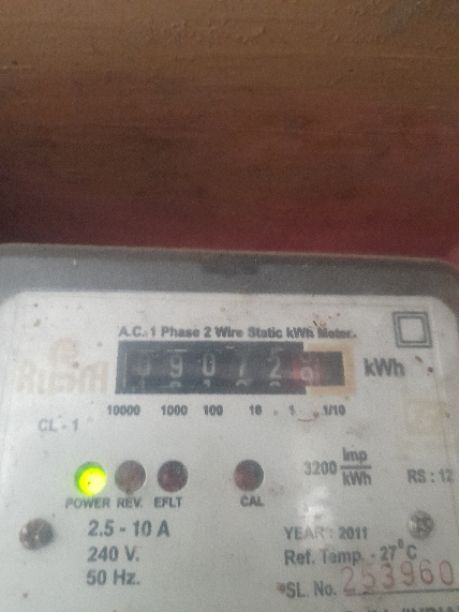 A.C. 1 Phase 2 Wire Static kWh Meter.
kWh
10000 1000 100 10 1 1/10
CL - 1
3200 Imp/kWh
RS : 12
POWER REV. EFLT CAL
2.5 - 10 A
240 V.
50 Hz.
YEAR : 2011
Ref. Temp. - 27°C
SL. No. 253960